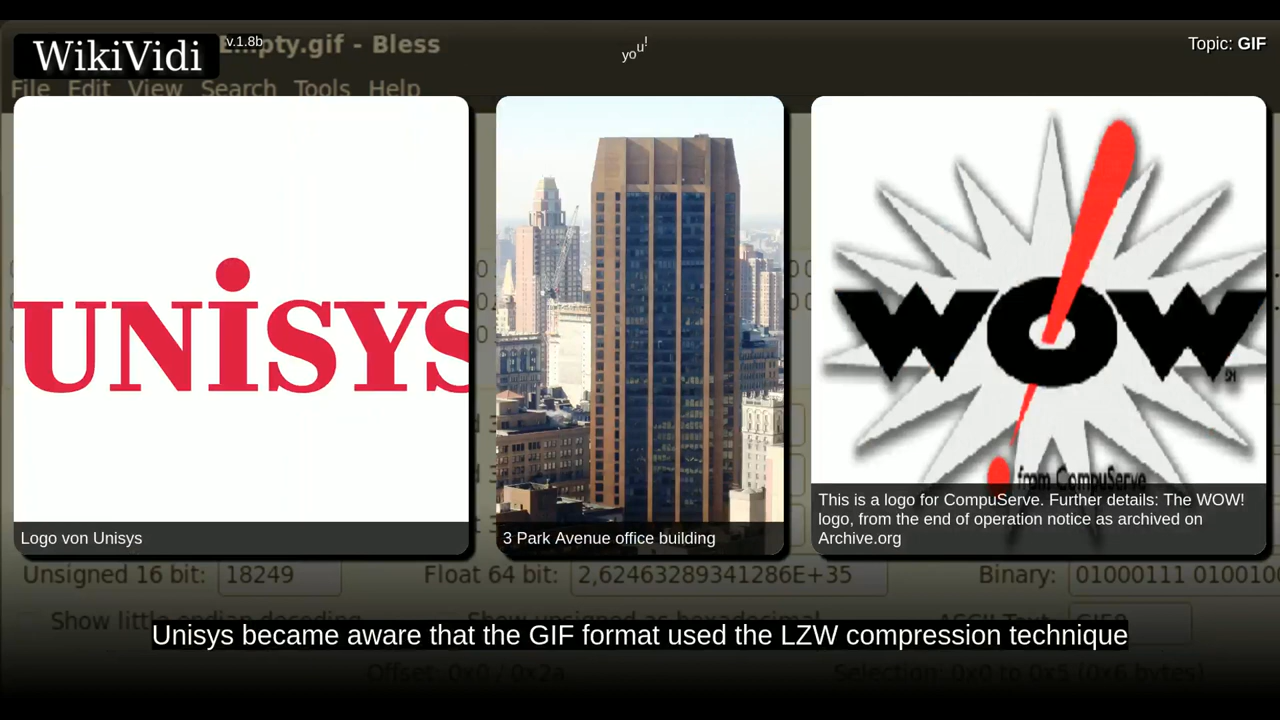 WikiVidi
v.1.8b
Empty.gif - Bless
you!
Topic: GIF
File Edit View Search Tools Help
UNiSYS
WOW
from CompuServe
Logo von Unisys
3 Park Avenue office building
This is a logo for CompuServe. Further details: The WOW!
logo, from the end of operation notice as archived on
Archive.org
Unsigned 16 bit: 18249
Float 64 bit: 2,62463289341286E+35
Binary: 01000111 0100100
Show little endian decoding
Show unsigned as hexadecimal
ASCII Text: GIF8
Unisys became aware that the GIF format used the LZW compression technique
Offset: 0x0 / 0x2a
Selection: 0x0 to 0x5 (0x6 bytes)